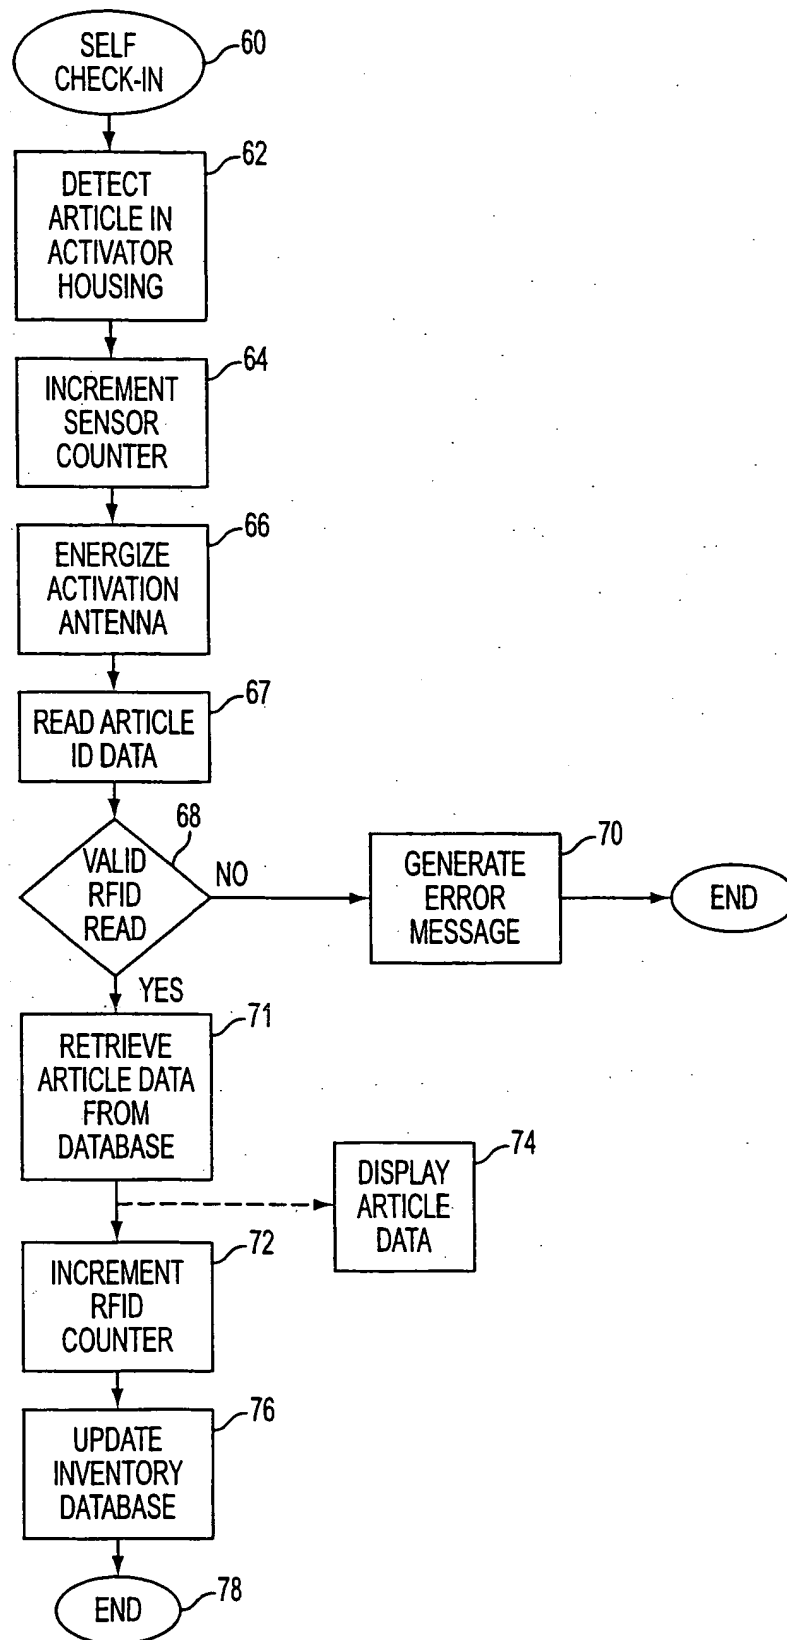 SELF
CHECK-IN
60
62
DETECT
ARTICLE IN
ACTIVATOR
HOUSING
64
INCREMENT
SENSOR
COUNTER
66
ENERGIZE
ACTIVATION
ANTENNA
67
READ ARTICLE
ID DATA
68
VALID
RFID
READ
NO
70
GENERATE
ERROR
MESSAGE
END
YES
71
RETRIEVE
ARTICLE DATA
FROM
DATABASE
74
DISPLAY
ARTICLE
DATA
72
INCREMENT
RFID
COUNTER
76
UPDATE
INVENTORY
DATABASE
END
78